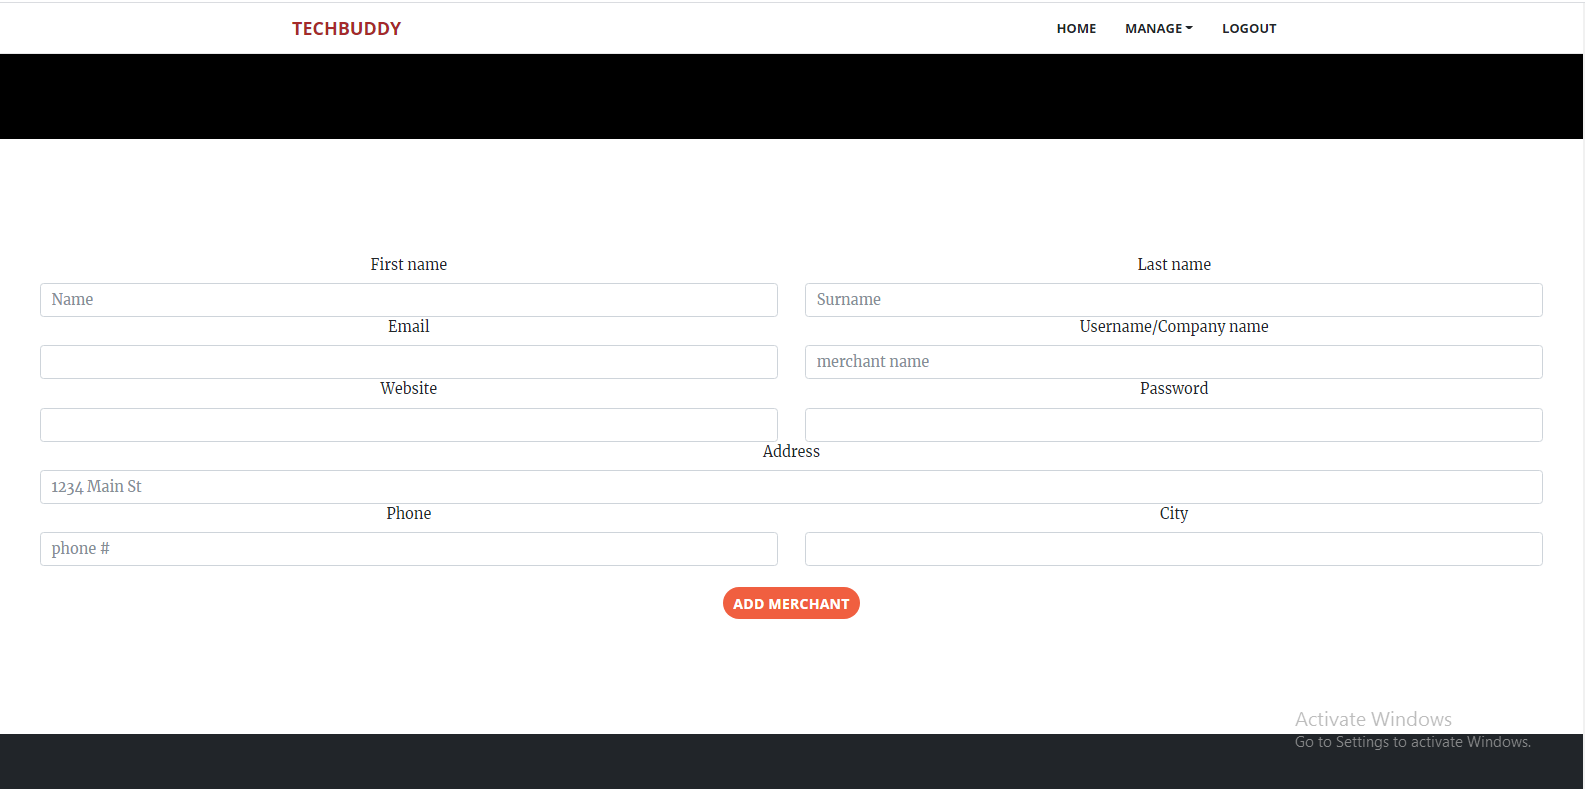 TECHBUDDY HOME MANAGE LOGOUT
First name Last name
Name Surname
Email Username/Company name
merchant name
Website Password
Address
1234 Main St
Phone City
phone #
ADD MERCHANT
Activate Windows
Go to Settings to activate Windows.